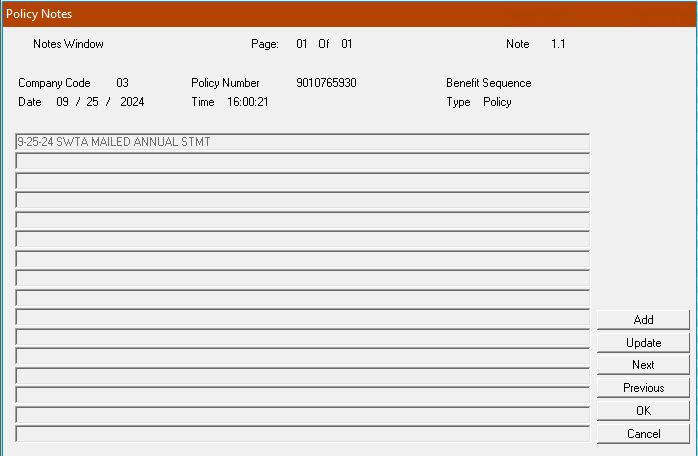 Policy Notes
Notes Window Page: 01 Of 01 Note 1.1
Company Code 03 Policy Number 9010765930 Benefit Sequence
Date 09 / 25 / 2024 Time 16:00:21 Type Policy
9-25-24 SWTA MAILED ANNUAL STMT
Add
Update
Next
Previous
OK
Cancel